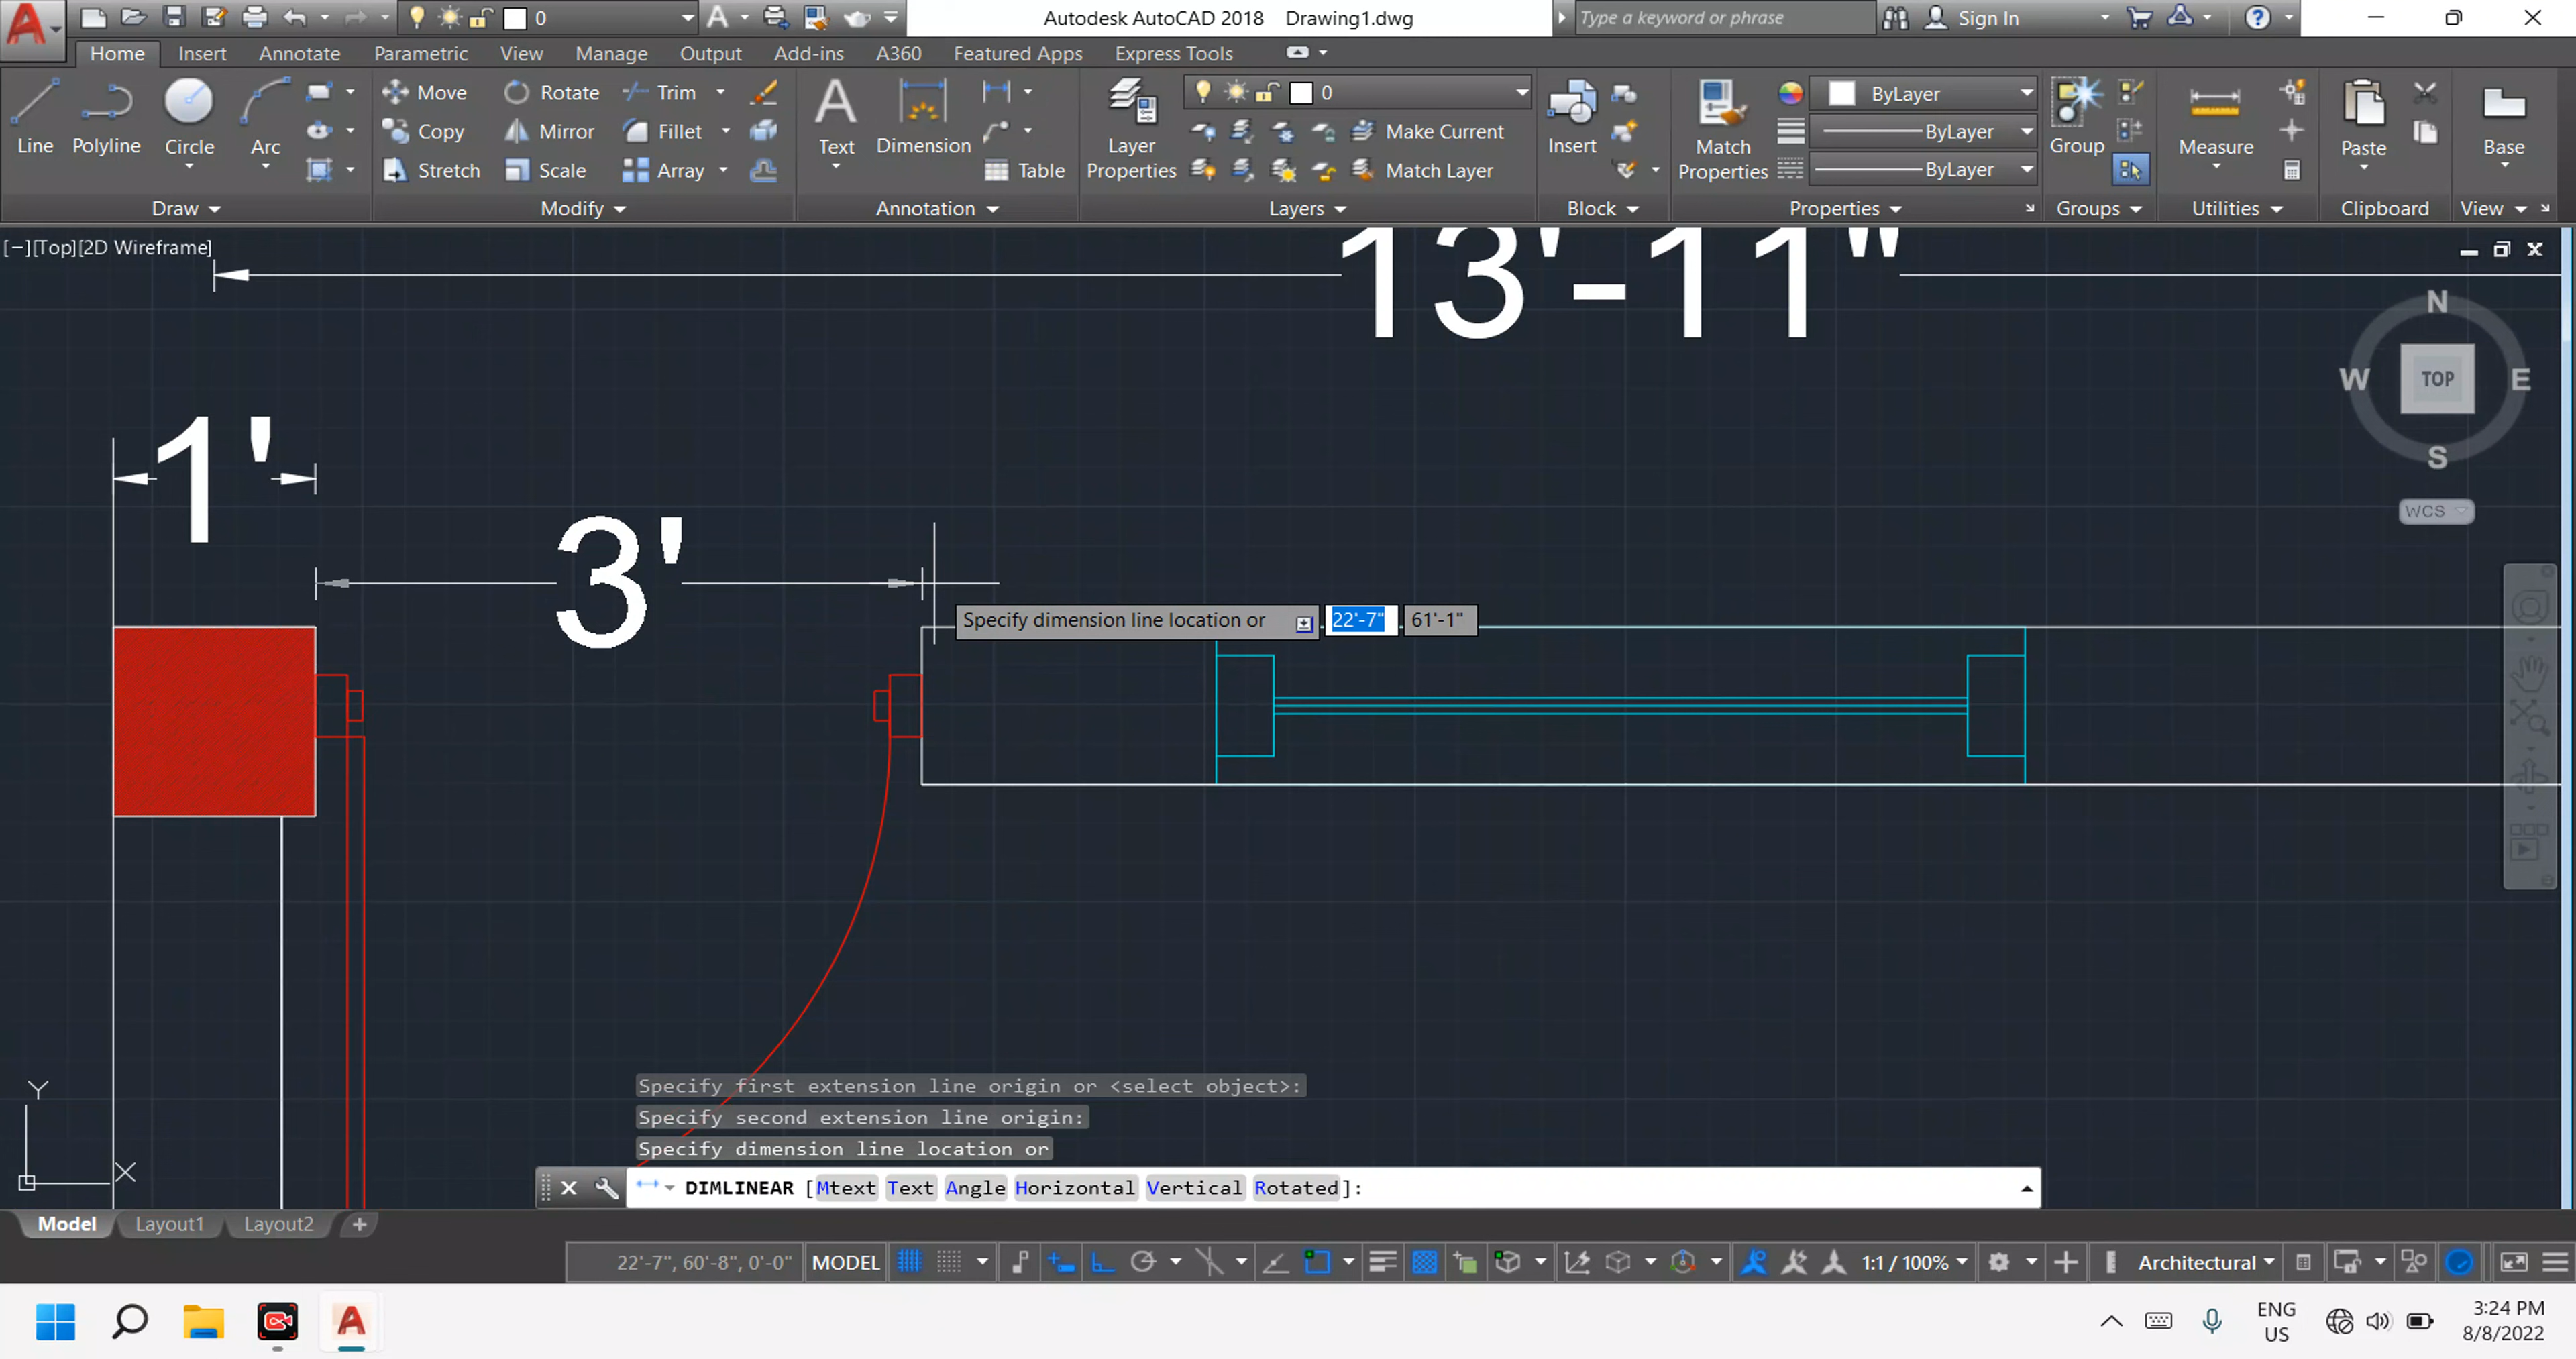 0
Autodesk AutoCAD 2018 Drawing1.dwg
Type a keyword or phrase
Sign In
Home Insert Annotate Parametric View Manage Output Add-ins A360 Featured Apps Express Tools
Line Polyline Circle Arc
Move Rotate Trim
Copy Mirror Fillet
Stretch Scale Array
Text Dimension Table
Layer Properties
0
Make Current
Match Layer
Insert
Match Properties
ByLayer
ByLayer
ByLayer
Group
Measure
Paste
Base
Draw Modify Annotation Layers Block Properties Groups Utilities Clipboard View
[−][Top][2D Wireframe]
13'-11"
N
W TOP E
S
WCS
1'
3'
Specify dimension line location or 22'-7" 61'-1"
Specify first extension line origin or <select object>:
Specify second extension line origin:
Specify dimension line location or
Y
X
DIMLINEAR [Mtext Text Angle Horizontal Vertical Rotated]:
Model Layout1 Layout2 +
22'-7", 60'-8", 0'-0" MODEL 1:1 / 100% Architectural
ENG
US
3:24 PM
8/8/2022